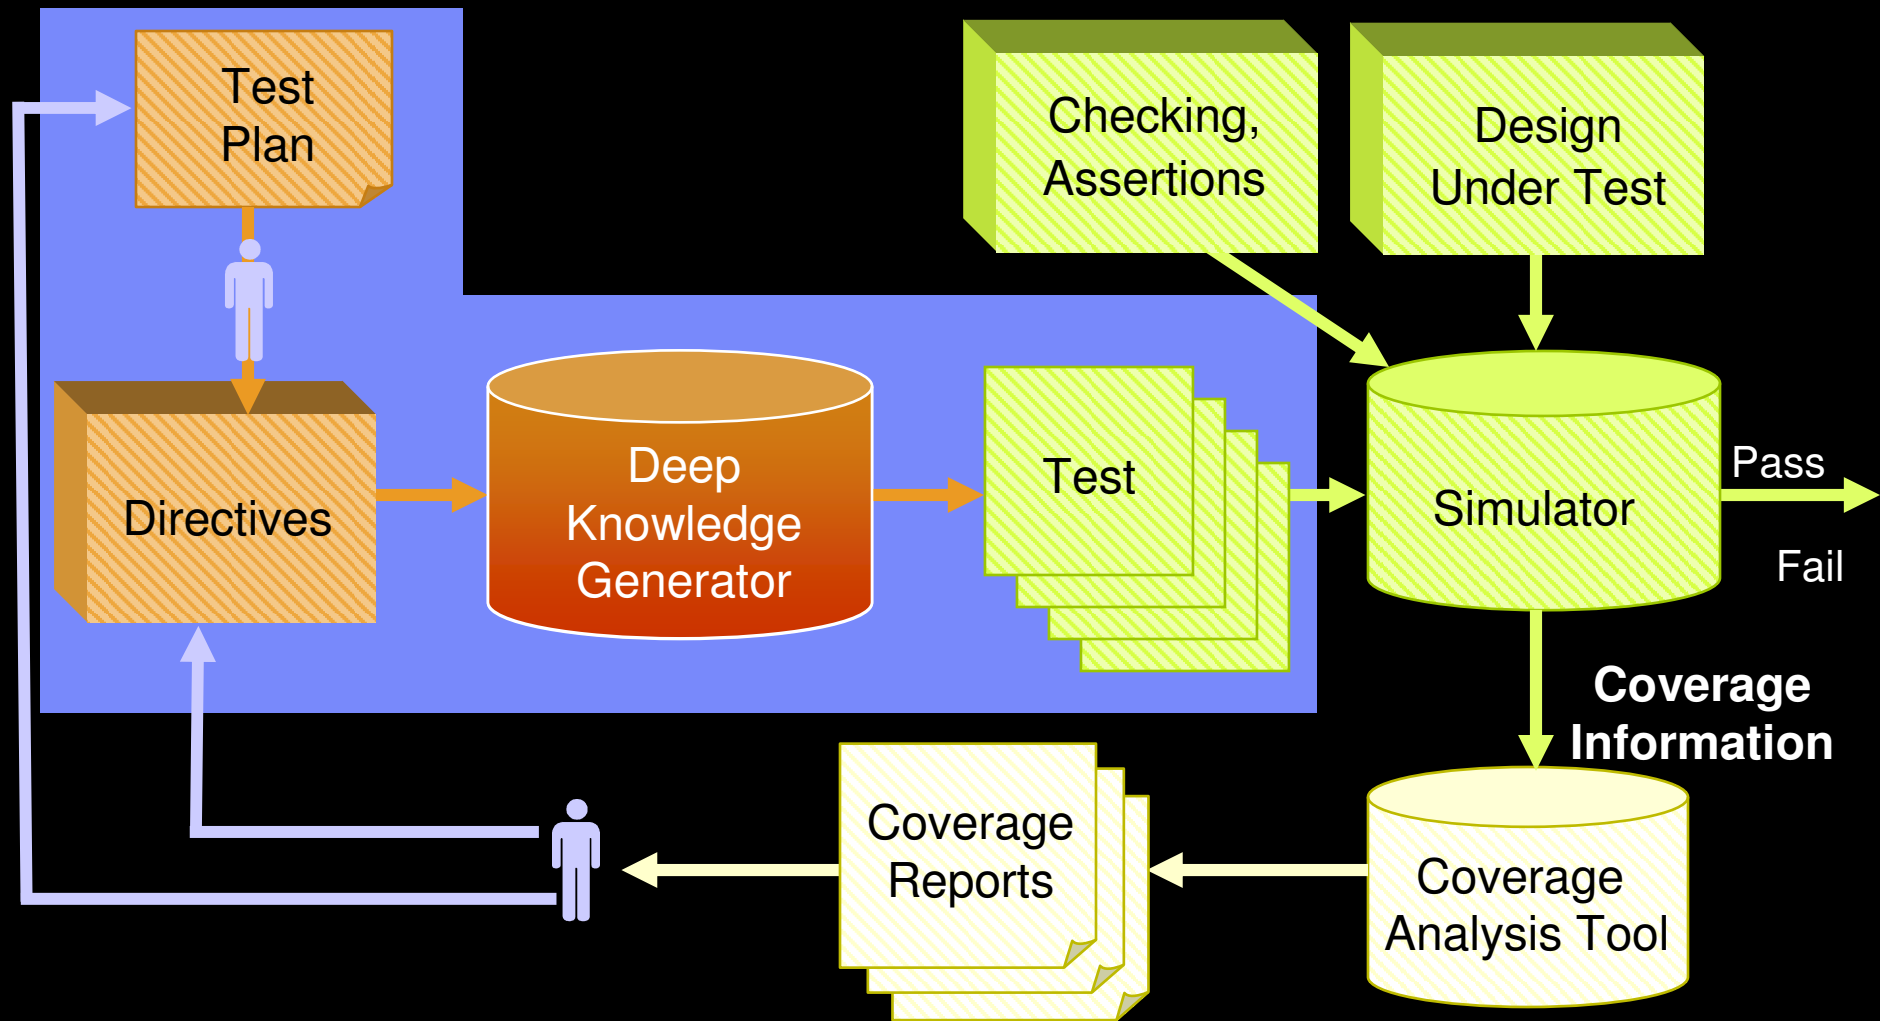 Test
Plan
Checking,
Assertions
Design
Under Test
Directives
Deep
Knowledge
Generator
Test
Simulator
Pass
Fail
Coverage
Information
Coverage
Reports
Coverage
Analysis Tool